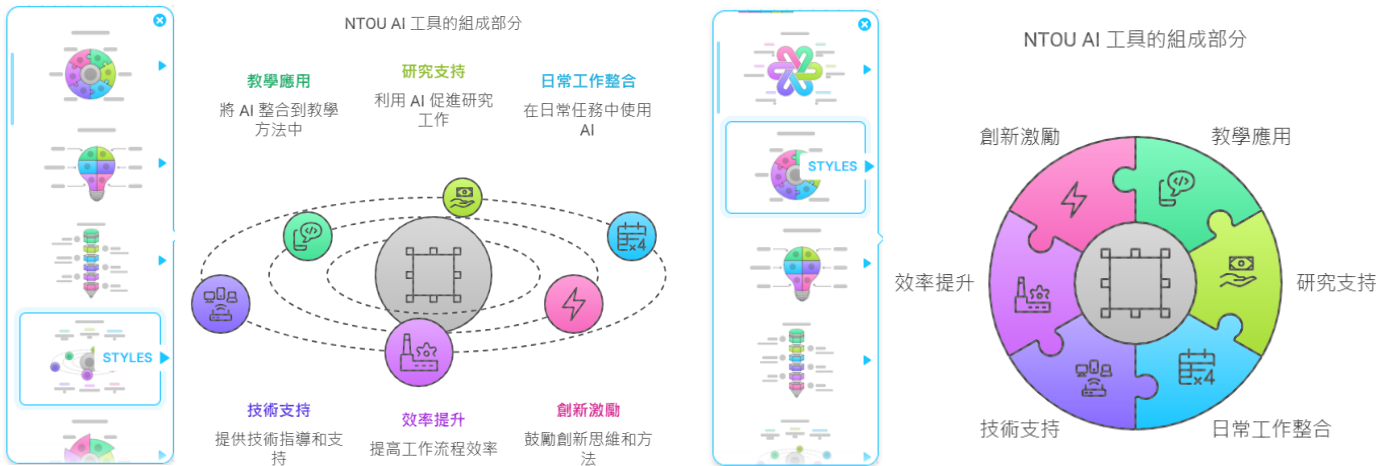 NTOU AI 工具的組成部分
教學應用
將 AI 整合到教學
方法中
研究支持
利用 AI 促進研究
工作
日常工作整合
在日常任務中使用
AI
x4
STYLES
技術支持
提供技術指導和支
持
效率提升
提高工作流程效率
創新激勵
鼓勵創新思維和方
法
STYLES
NTOU AI 工具的組成部分
創新激勵
教學應用
效率提升
研究支持
x4
技術支持
日常工作整合